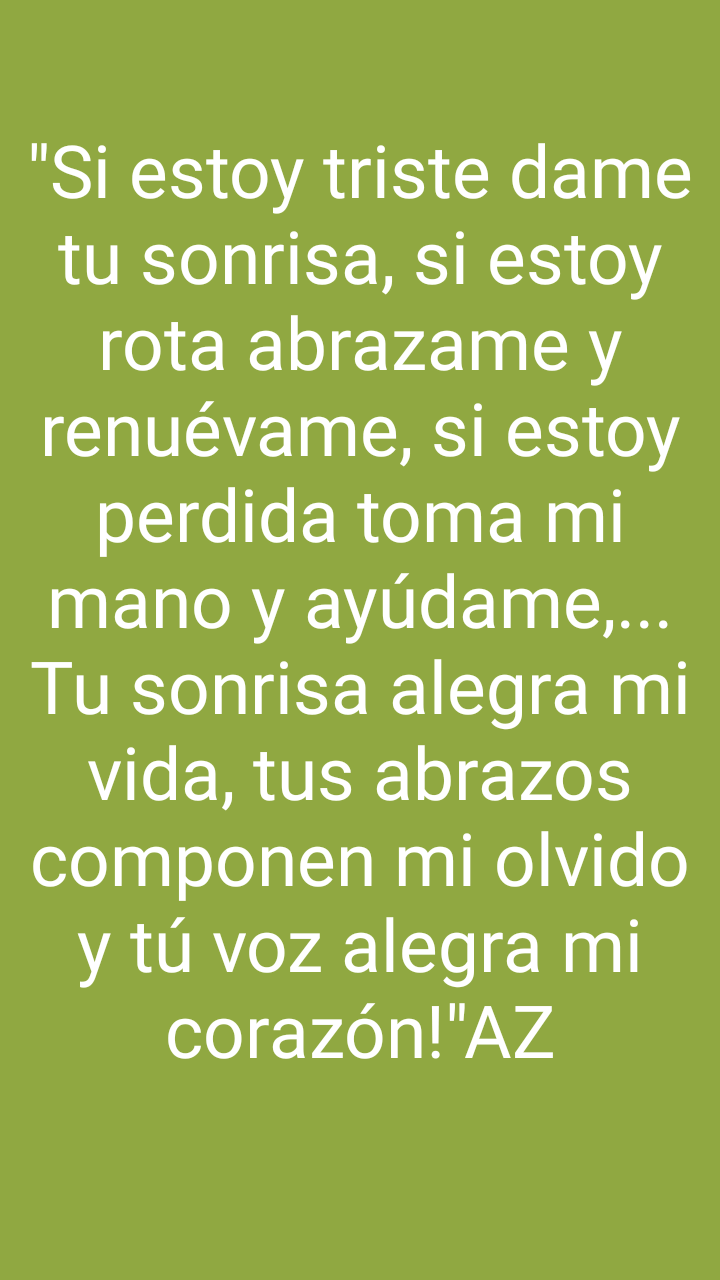 "Si estoy triste dame
tu sonrisa, si estoy
rota abrazame y
renuévame, si estoy
perdida toma mi
mano y ayúdame,...
Tu sonrisa alegra mi
vida, tus abrazos
componen mi olvido
y tú voz alegra mi
corazón!"AZ